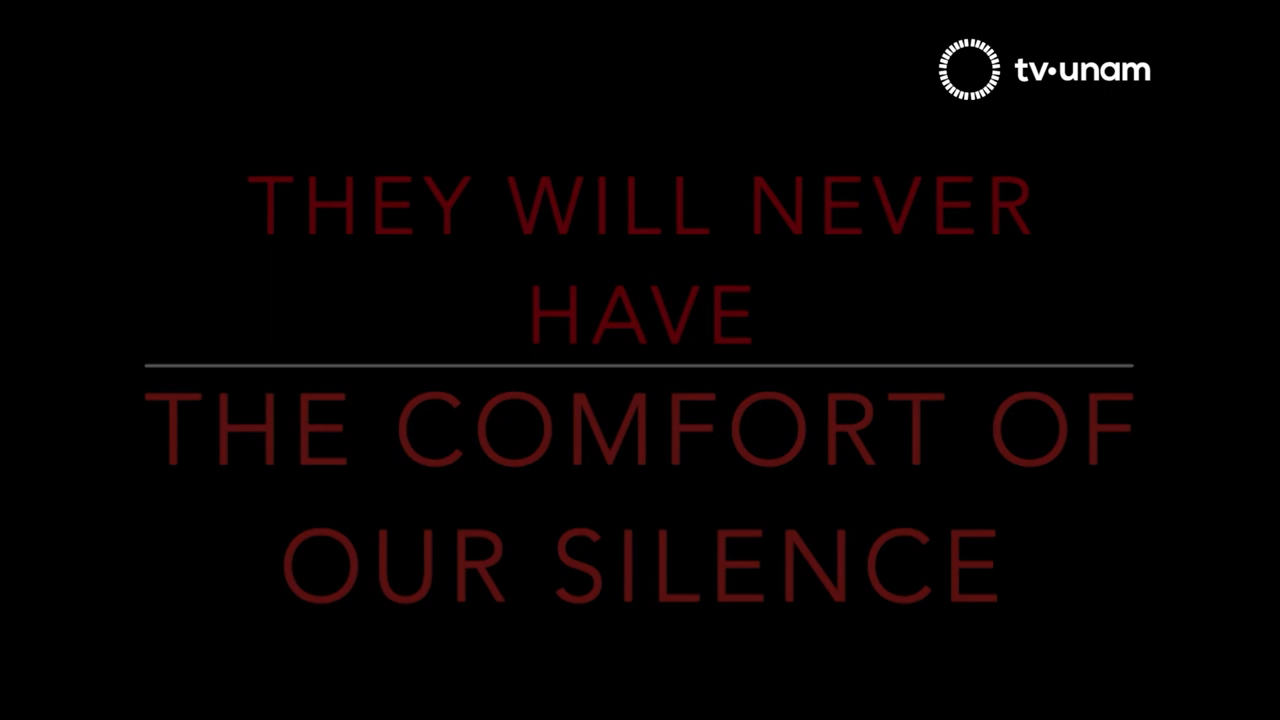 tv•unam
THEY WILL NEVER
HAVE
THE COMFORT OF
OUR SILENCE